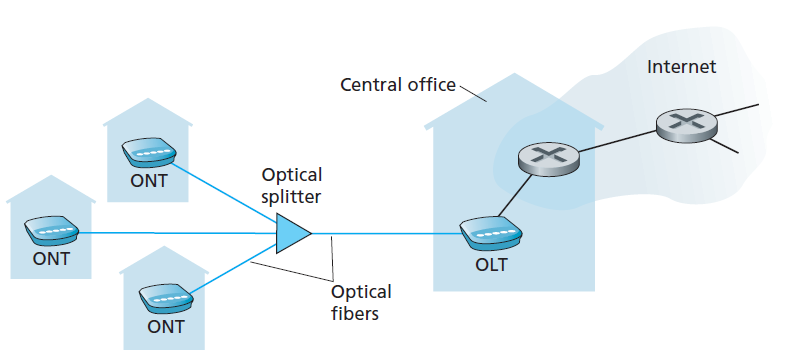 Internet
Central office
ONT
Optical
splitter
ONT
OLT
Optical
fibers
ONT